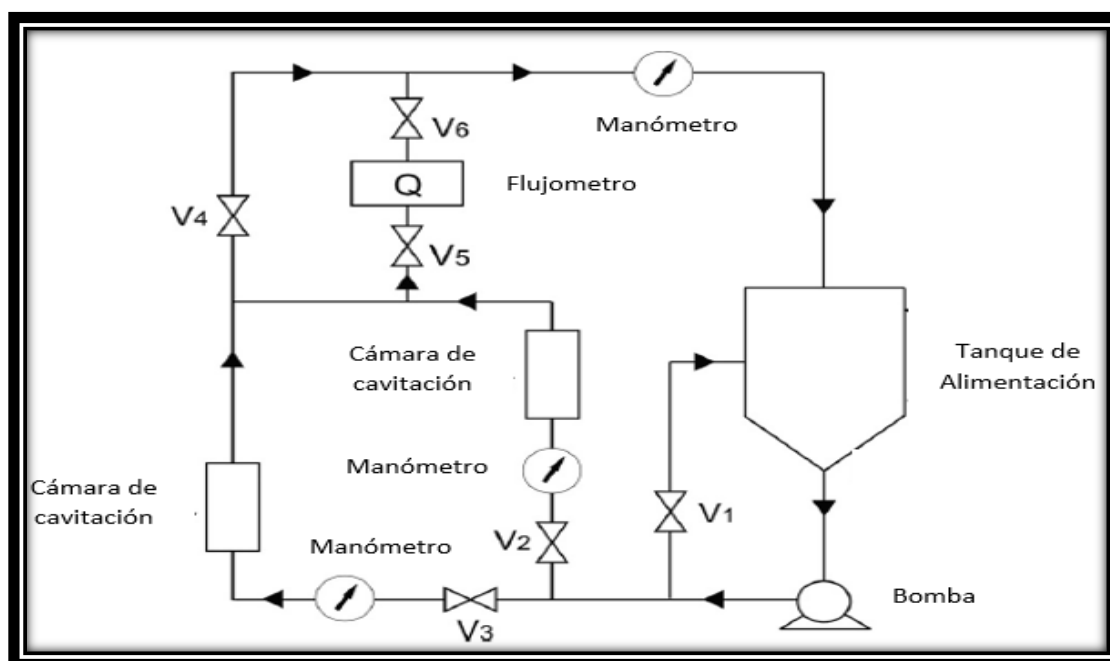 Manómetro
V6
Q
Flujometro
V4
V5
Cámara de
cavitación
Tanque de
Alimentación
Manómetro
Cámara de
cavitación
V2
V1
Manómetro
V3
Bomba